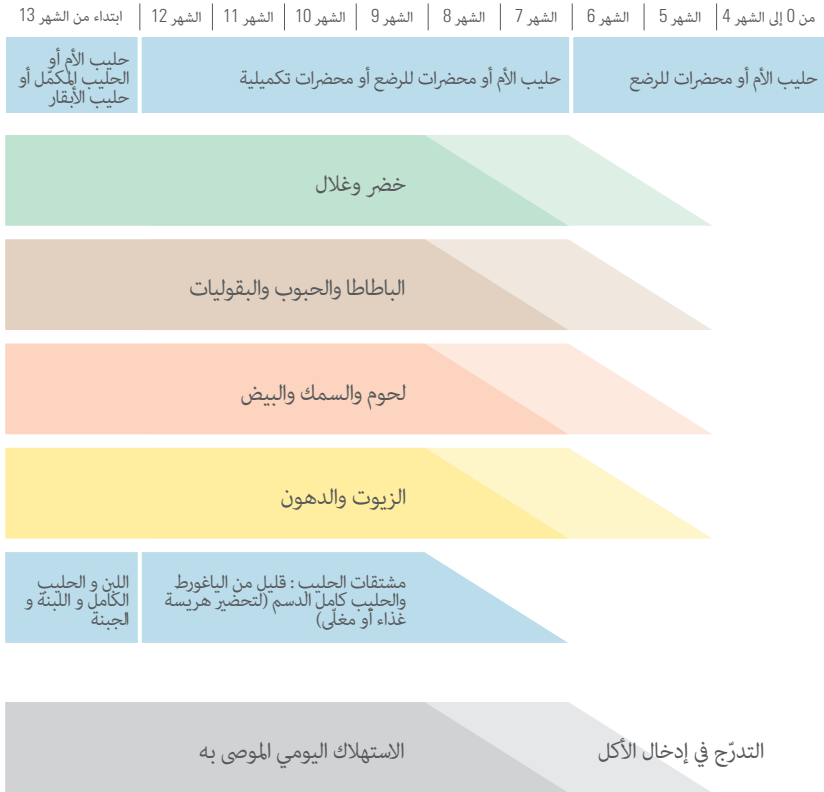 من 0 إلى الشهر 4 | الشهر 5 | الشهر 6 | الشهر 7 | الشهر 8 | الشهر 9 | الشهر 10 | الشهر 11 | الشهر 12 | ابتداء من الشهر 13
حليب الأم أو محضرات للرضع
حليب الأم أو محضرات للرضع أو محضرات تكميلية
حليب الأم أو
الحليب المكمّل أو
حليب الأبقار
خضر وغلال
الباطاطا والحبوب والبقوليات
لحوم والسمك والبيض
الزيوت والدهون
مشتقات الحليب : قليل من الياغورط
والحليب كامل الدسم (لتحضير هريسة
غذاء أو مغلّى)
اللبن و الحليب
الكامل و اللبنة و
الجبنة
التدرّج في إدخال الأكل
الاستهلاك اليومي الموصى به